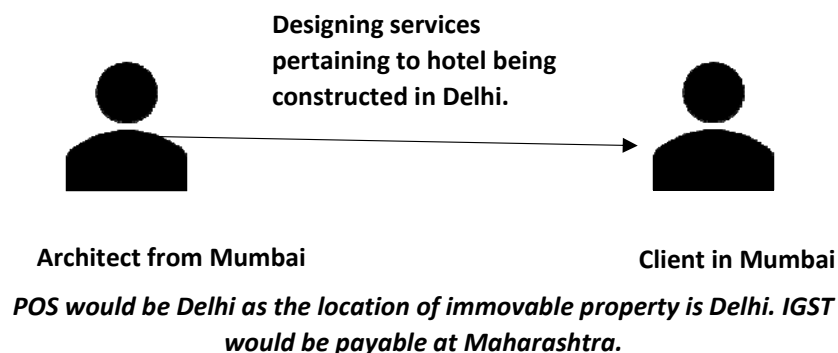 Designing services
pertaining to hotel being
constructed in Delhi.
Architect from Mumbai
Client in Mumbai
POS would be Delhi as the location of immovable property is Delhi. IGST
would be payable at Maharashtra.